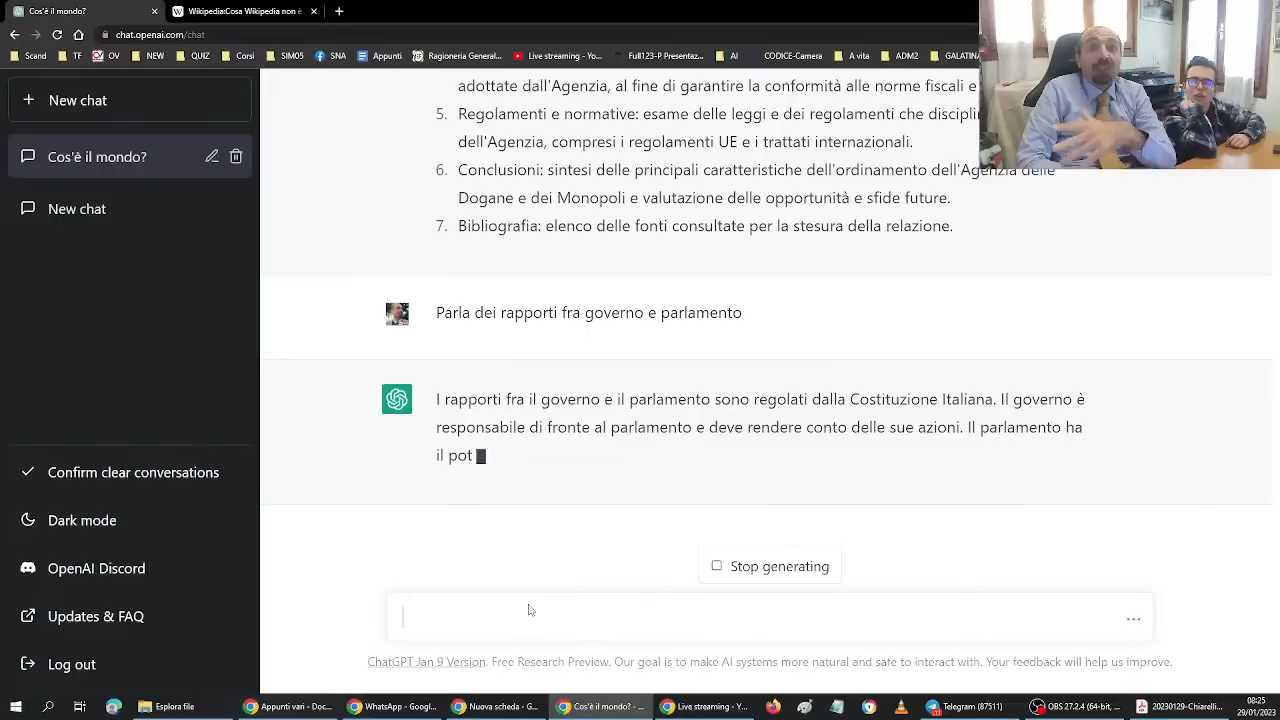 Cos'è il mondo?
Wikipedia:Cosa Wikipedia non è
chat.openai.com/chat
Scand
TF
OV
NEW
QUIZ
Corsi
SIM05
SNA
Appunti
Ragioneria General...
Live streaming - You...
Full123-P Presentaz...
AI
CODICE-Camera
A vita
ADM2
GALATINA
New chat
Cos'è il mondo?
New chat
Confirm clear conversations
Dark mode
OpenAI Discord
Updates & FAQ
Log out
adottate dall'Agenzia, al fine di garantire la conformità alle norme fiscali e
5. Regolamenti e normative: esame delle leggi e dei regolamenti che disciplin
dell'Agenzia, compresi i regolamenti UE e i trattati internazionali.
6. Conclusioni: sintesi delle principali caratteristiche dell'ordinamento dell'Agenzia delle
Dogane e dei Monopoli e valutazione delle opportunità e sfide future.
7. Bibliografia: elenco delle fonti consultate per la stesura della relazione.
Parla dei rapporti fra governo e parlamento
I rapporti fra il governo e il parlamento sono regolati dalla Costituzione Italiana. Il governo è
responsabile di fronte al parlamento e deve rendere conto delle sue azioni. Il parlamento ha
il pot
Stop generating
ChatGPT Jan 9 Version. Free Research Preview. Our goal is to make AI systems more natural and safe to interact with. Your feedback will help us improve.
Esplora file
Appunti vari - Doc...
WhatsApp - Googl...
Nuova scheda - G...
Cos'è il mondo? - ...
Live streaming - Y...
Telegram (87511)
OBS 27.2.4 (64-bit, ...
20230129-Chiarelli...
08:25
29/01/2023